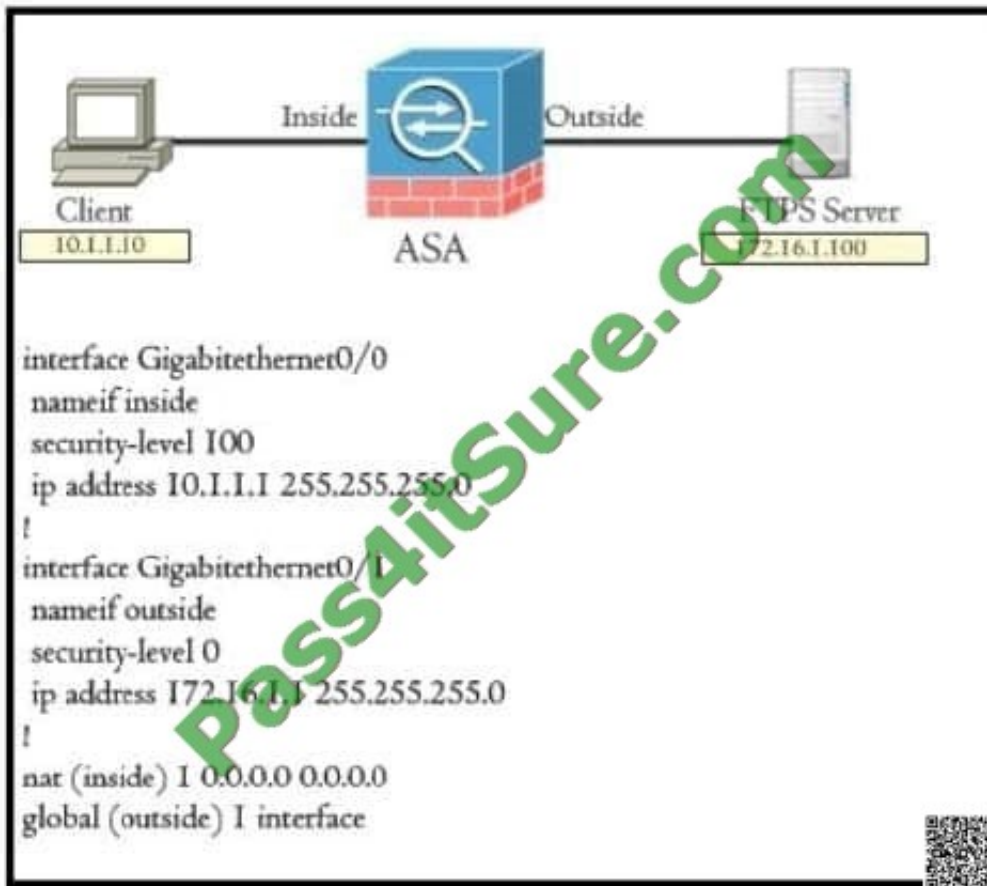 Inside
Outside
Client
10.1.1.10
ASA
FTPS Server
172.16.1.100
interface Gigabitethernet0/0
nameif inside
security-level 100
ip address 10.1.1.1 255.255.255.0
!
interface Gigabitethernet0/1
nameif outside
security-level 0
ip address 172.16.1.1 255.255.255.0
!
nat (inside) 1 0.0.0.0 0.0.0.0
global (outside) 1 interface
Pass4itSure.com